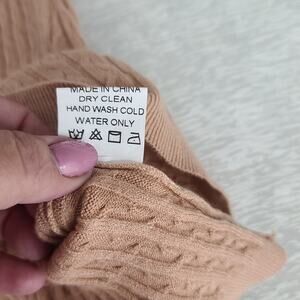 MADE IN CHINA
DRY CLEAN
HAND WASH COLD
WATER ONLY